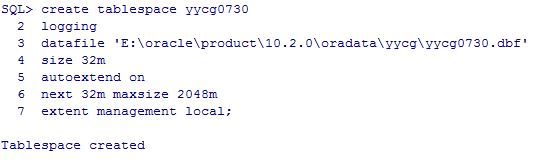 SQL> create tablespace yycg0730
2 logging
3 datafile 'E:\oracle\product\10.2.0\oradata\yycg\yycg0730.dbf'
4 size 32m
5 autoextend on
6 next 32m maxsize 2048m
7 extent management local;
Tablespace created